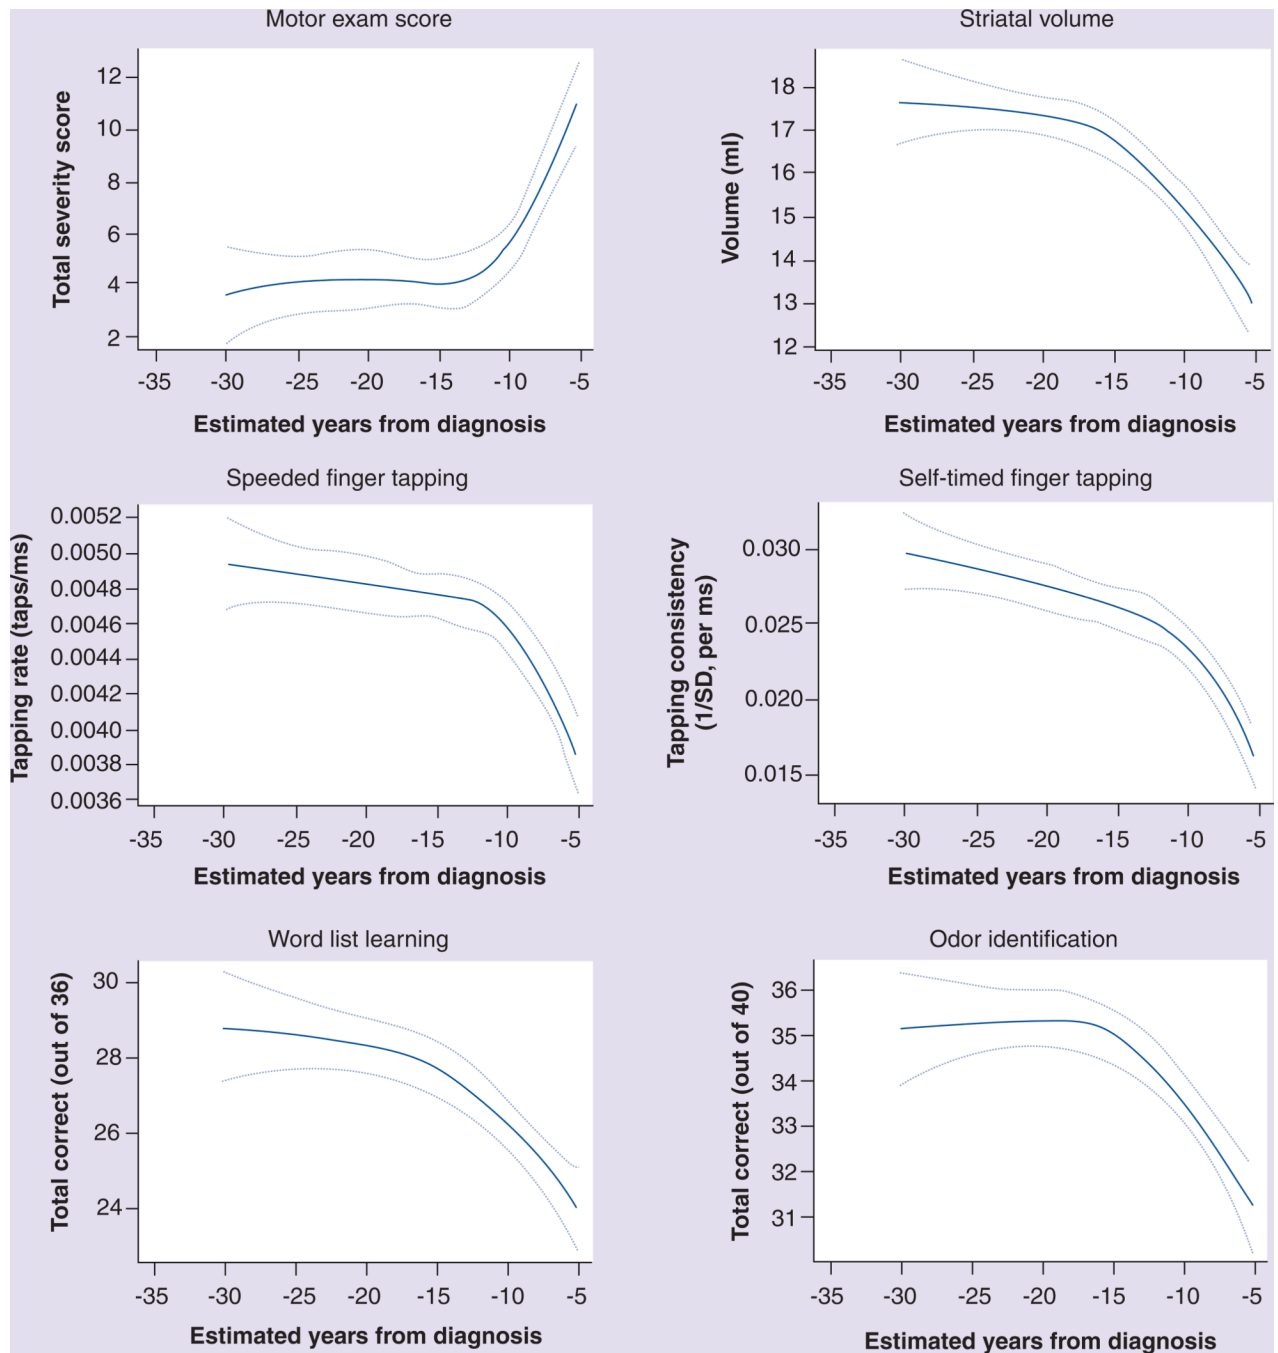 Motor exam score
Total severity score
12
10
8
6
4
2
-35 -30 -25 -20 -15 -10 -5
Estimated years from diagnosis
Striatal volume
Volume (ml)
18
17
16
15
14
13
12
-35 -30 -25 -20 -15 -10 -5
Estimated years from diagnosis
Speeded finger tapping
Tapping rate (taps/ms)
0.0052
0.0050
0.0048
0.0046
0.0044
0.0042
0.0040
0.0038
0.0036
-35 -30 -25 -20 -15 -10 -5
Estimated years from diagnosis
Self-timed finger tapping
Tapping consistency
(1/SD, per ms)
0.030
0.025
0.020
0.015
-35 -30 -25 -20 -15 -10 -5
Estimated years from diagnosis
Word list learning
Total correct (out of 36)
30
28
26
24
-35 -30 -25 -20 -15 -10 -5
Estimated years from diagnosis
Odor identification
Total correct (out of 40)
36
35
34
33
32
31
-35 -30 -25 -20 -15 -10 -5
Estimated years from diagnosis